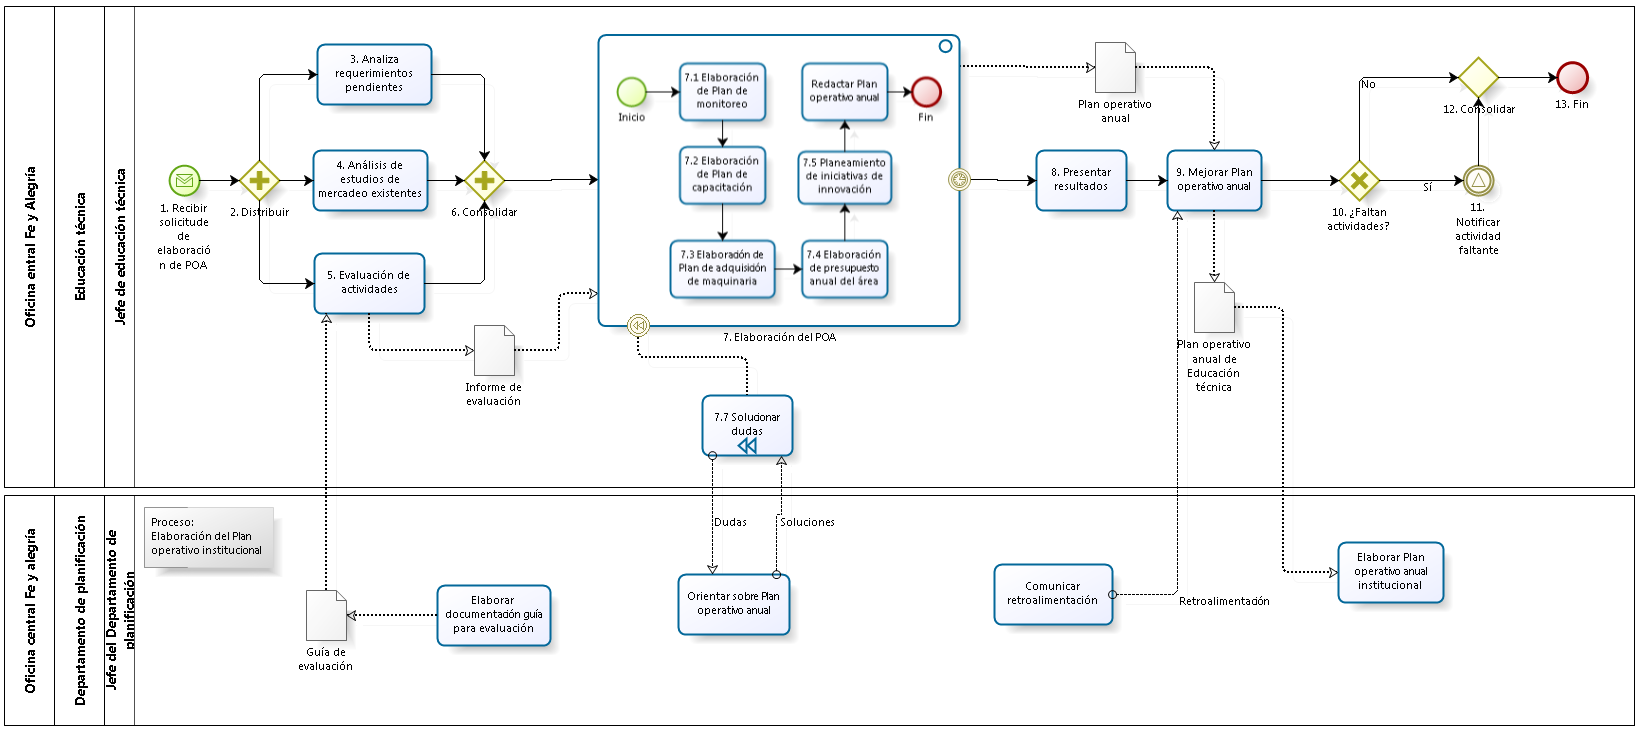 Oficina entral Fe y Alegría
Educación técnica
Jefe de educación técnica
1. Recibir
solicitude
de
elaboració
n de POA
2. Distribuir
3. Analiza
requerimientos
pendientes
4. Análisis de
estudios de
mercadeo existentes
5. Evaluación de
actividades
6. Consolidar
Informe de
evaluación
Inicio
7.1 Elaboración
de Plan de
monitoreo
7.2 Elaboración
de Plan de
capacitación
7.3 Elaboración de
Plan de adquisición
de maquinaria
7.4 Elaboración
de presupuesto
anual del área
7.5 Planeamiento
de iniciativas de
innovación
Redactar Plan
operativo anual
Fin
7. Elaboración del POA
7.7 Solucionar
dudas
Plan operativo
anual
8. Presentar
resultados
9. Mejorar Plan
operativo anual
Plan operativo
anual de
Educación
técnica
10. ¿Faltan
actividades?
No
Sí
11.
Notificar
actividad
faltante
12. Consolidar
13. Fin
Oficina central Fe y alegría
Departamento de planificación
Jefe del Departamento de
planificación
Proceso:
Elaboración del Plan
operativo institucional
Guía de
evaluación
Elaborar
documentación guía
para evaluación
Dudas
Soluciones
Orientar sobre Plan
operativo anual
Comunicar
retroalimentación
Retroalimentación
Elaborar Plan
operativo anual
institucional